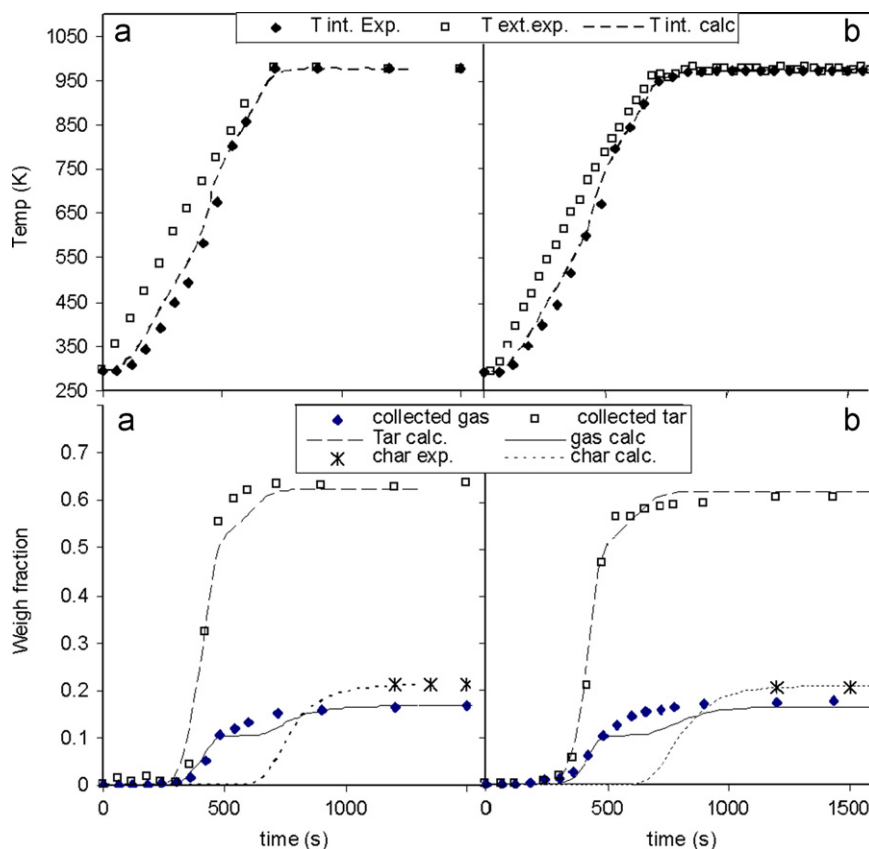 a
T int. Exp. T ext.exp. T int. calc
b
1050
950
850
750
650
550
450
350
250
Temp (K)
a
collected gas collected tar
Tar calc. gas calc
char exp. char calc.
b
0.7
0.6
0.5
0.4
0.3
0.2
0.1
0
Weigh fraction
0 500 1000 0 500 1000 1500
time (s) time (s)